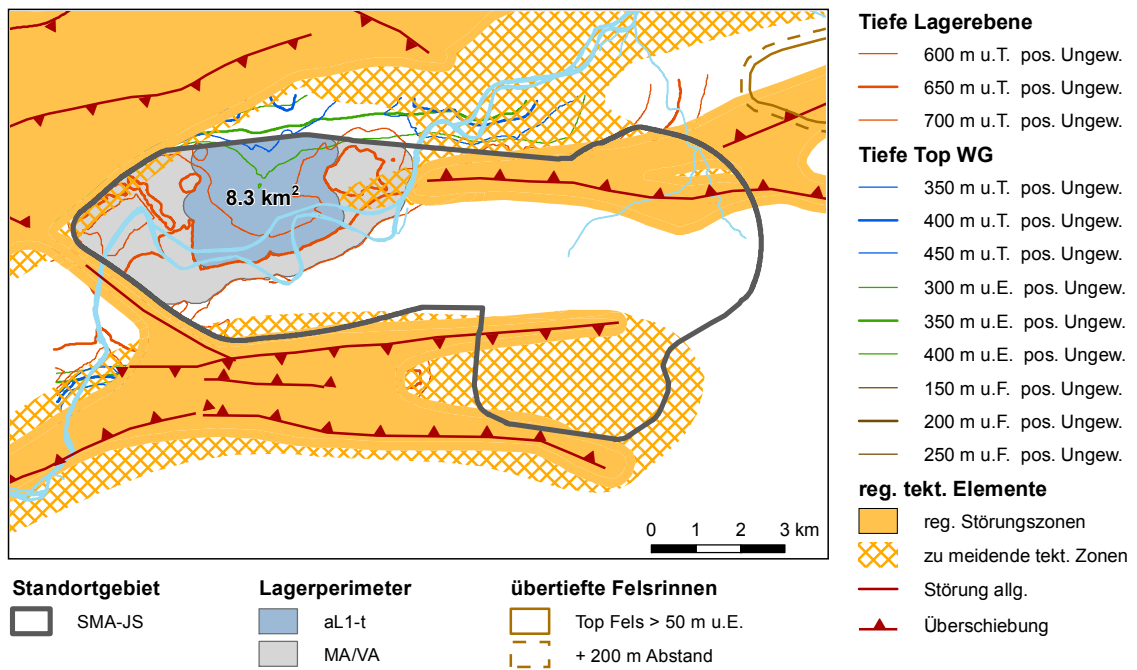 8.3 km²
0 1 2 3 km
Tiefe Lagerebene
600 m u.T. pos. Ungew.
650 m u.T. pos. Ungew.
700 m u.T. pos. Ungew.
Tiefe Top WG
350 m u.T. pos. Ungew.
400 m u.T. pos. Ungew.
450 m u.T. pos. Ungew.
300 m u.E. pos. Ungew.
350 m u.E. pos. Ungew.
400 m u.E. pos. Ungew.
150 m u.F. pos. Ungew.
200 m u.F. pos. Ungew.
250 m u.F. pos. Ungew.
reg. tekt. Elemente
reg. Störungszonen
zu meidende tekt. Zonen
Störung allg.
Überschiebung
Standortgebiet
SMA-JS
Lagerperimeter
aL1-t
MA/VA
übertiefte Felsrinnen
Top Fels > 50 m u.E.
+ 200 m Abstand